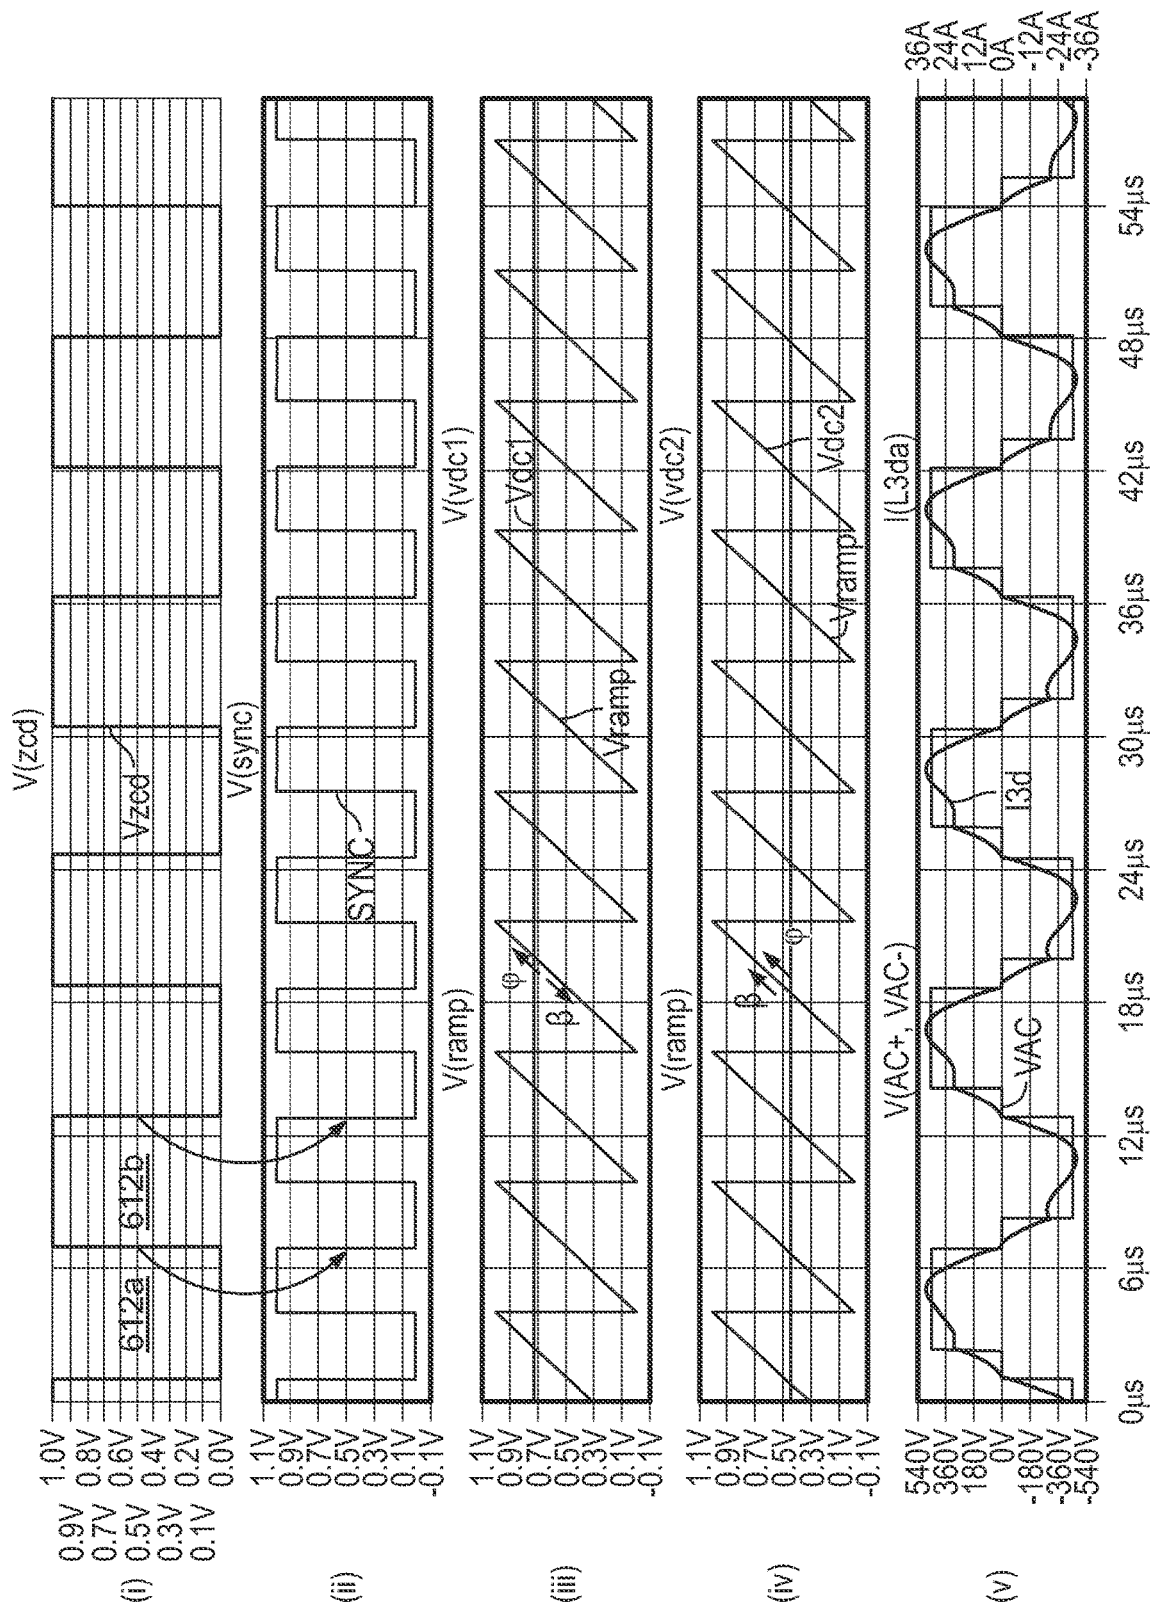 V(zcd)
1.0V
0.9V
0.8V
0.7V
0.6V
0.5V
0.4V
0.3V
0.2V
0.1V
0.0V
(i)
612a
612b
Vzcd
V(sync)
1.1V
0.9V
0.7V
0.5V
0.3V
0.1V
-0.1V
(ii)
SYNC
V(ramp)
V(vdc1)
1.1V
0.9V
0.7V
0.5V
0.3V
0.1V
-0.1V
(iii)
φ
β
Vramp
Vdc1
V(ramp)
V(vdc2)
1.1V
0.9V
0.7V
0.5V
0.3V
0.1V
-0.1V
(iv)
β
φ
Vramp
Vdc2
V(AC+, VAC-)
I(L3da)
540V
360V
180V
0V
-180V
-360V
-540V
(v)
VAC
I3d
36A
24A
12A
0A
-12A
-24A
-36A
0µs
6µs
12µs
18µs
24µs
30µs
36µs
42µs
48µs
54µs